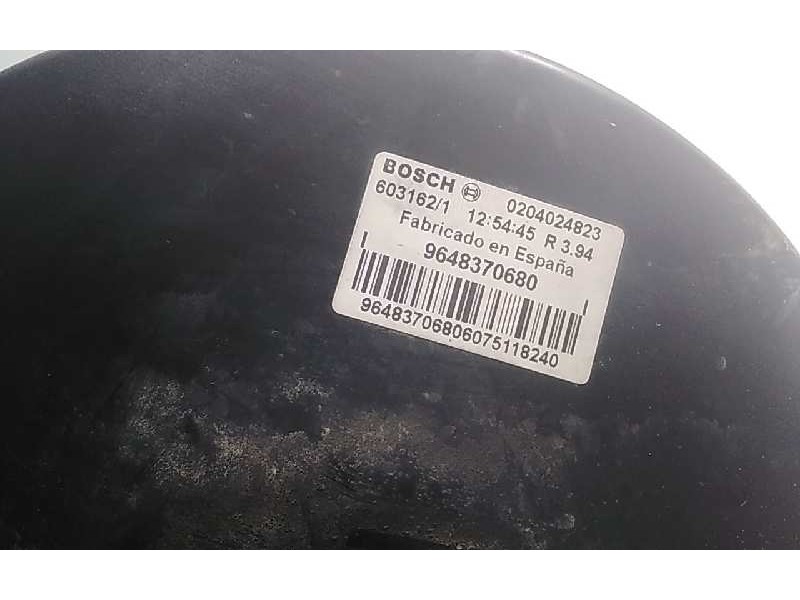 BOSCH 0204024823
603162/1 12:54:45 R 3.94
Fabricado en España
9648370680
96483706806075118240